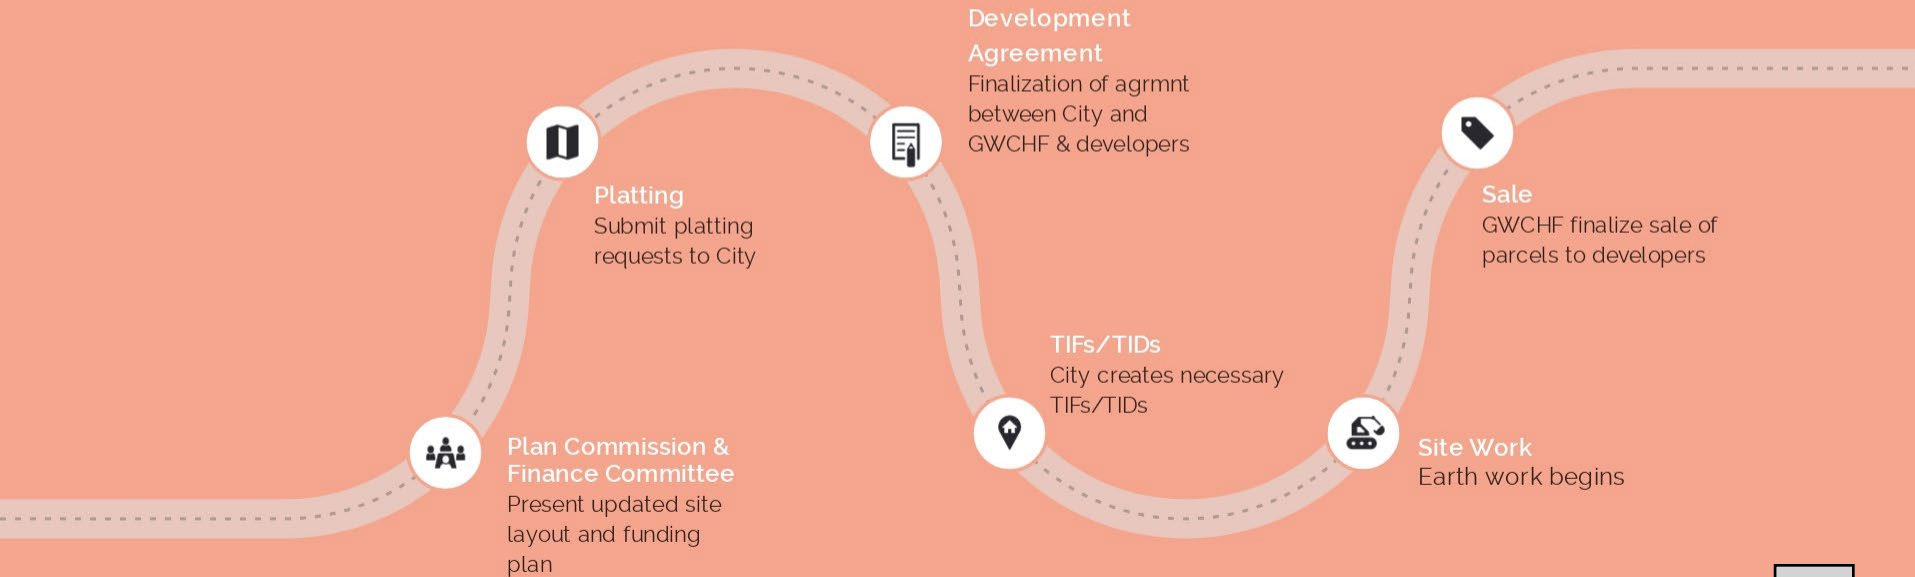 Plan Commission &
Finance Committee
Present updated site
layout and funding
plan
Platting
Submit platting
requests to City
Development
Agreement
Finalization of agrmnt
between City and
GWCHF & developers
TIFs/TIDs
City creates necessary
TIFs/TIDs
Site Work
Earth work begins
Sale
GWCHF finalize sale of
parcels to developers